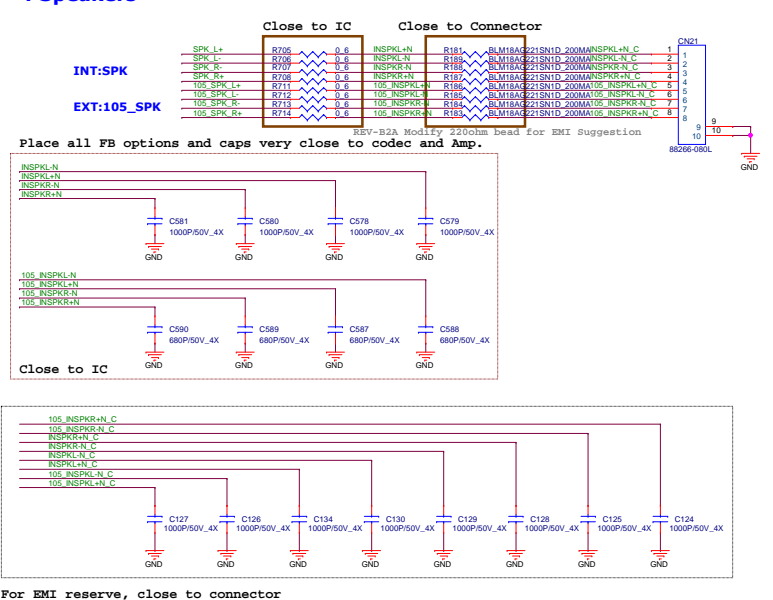 Speakers
Close to IC Close to Connector
CN21
SPK_L+ R705 0_6 INSPKL+N R181 BLM18AG221SN1D_200MA INSPKL+N_C 1 1
SPK_L- R706 0_6 INSPKL-N R189 BLM18AG221SN1D_200MA INSPKL-N_C 2 2
SPK_R- R707 0_6 INSPKR-N R188 BLM18AG221SN1D_200MA INSPKR-N_C 3 3
SPK_R+ R708 0_6 INSPKR+N R187 BLM18AG221SN1D_200MA INSPKR+N_C 4 4
INT:SPK
105_SPK_L+ R711 0_6 105_INSPKL+N R186 BLM18AG221SN1D_200MA 105_INSPKL+N_C 5 5
105_SPK_L- R712 0_6 105_INSPKL-N R185 BLM18AG221SN1D_200MA 105_INSPKL-N_C 6 6
105_SPK_R- R713 0_6 105_INSPKR-N R184 BLM18AG221SN1D_200MA 105_INSPKR-N_C 7 7
105_SPK_R+ R714 0_6 105_INSPKR+N R183 BLM18AG221SN1D_200MA 105_INSPKR+N_C 8 8
EXT:105_SPK
9 9
10 10
88266-080L
GND
REV-B2A Modify 220ohm bead for EMI Suggestion
Place all FB options and caps very close to codec and Amp.
INSPKL-N
INSPKL+N
INSPKR-N
INSPKR+N
C581 C580 C578 C579
1000P/50V_4X 1000P/50V_4X 1000P/50V_4X 1000P/50V_4X
GND GND GND GND
105_INSPKL-N
105_INSPKL+N
105_INSPKR-N
105_INSPKR+N
C590 C589 C587 C588
680P/50V_4X 680P/50V_4X 680P/50V_4X 680P/50V_4X
GND GND GND GND
Close to IC
105_INSPKR+N_C
105_INSPKR-N_C
INSPKR+N_C
INSPKR-N_C
INSPKL-N_C
INSPKL+N_C
105_INSPKL-N_C
105_INSPKL+N_C
C127 C126 C134 C130 C129 C128 C125 C124
1000P/50V_4X 1000P/50V_4X 1000P/50V_4X 1000P/50V_4X 1000P/50V_4X 1000P/50V_4X 1000P/50V_4X 1000P/50V_4X
GND GND GND GND GND GND GND GND
For EMI reserve, close to connector